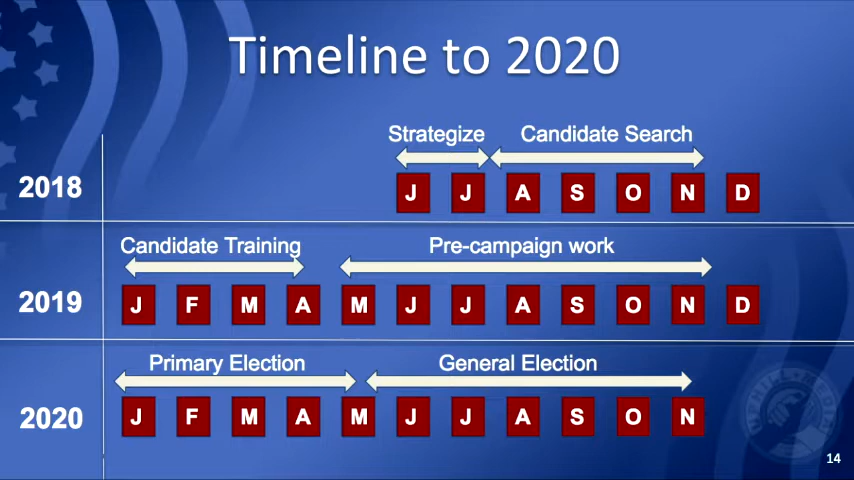 Timeline to 2020
Strategize Candidate Search
2018 J J A S O N D
Candidate Training Pre-campaign work
2019 J F M A M J J A S O N D
Primary Election General Election
2020 J F M A M J J A S O N
14